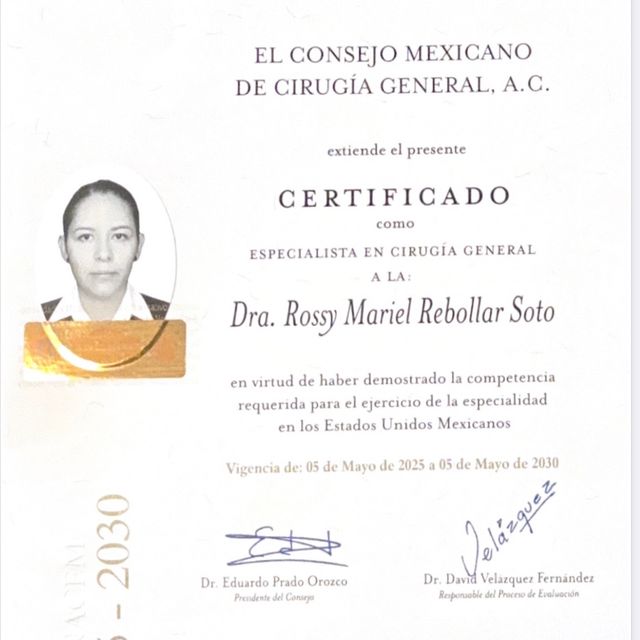 EL CONSEJO MEXICANO
DE CIRUGÍA GENERAL, A.C.
extiende el presente
CERTIFICADO
como
ESPECIALISTA EN CIRUGÍA GENERAL
A LA:
Dra. Rossy Mariel Rebollar Soto
en virtud de haber demostrado la competencia
requerida para el ejercicio de la especialidad
en los Estados Unidos Mexicanos
Vigencia de: 05 de Mayo de 2025 a 05 de Mayo de 2030
Velázquez
Dr. Eduardo Prado Orozco
Presidente del Consejo
Dr. David Velázquez Fernández
Responsable del Proceso de Evaluación
- 2030